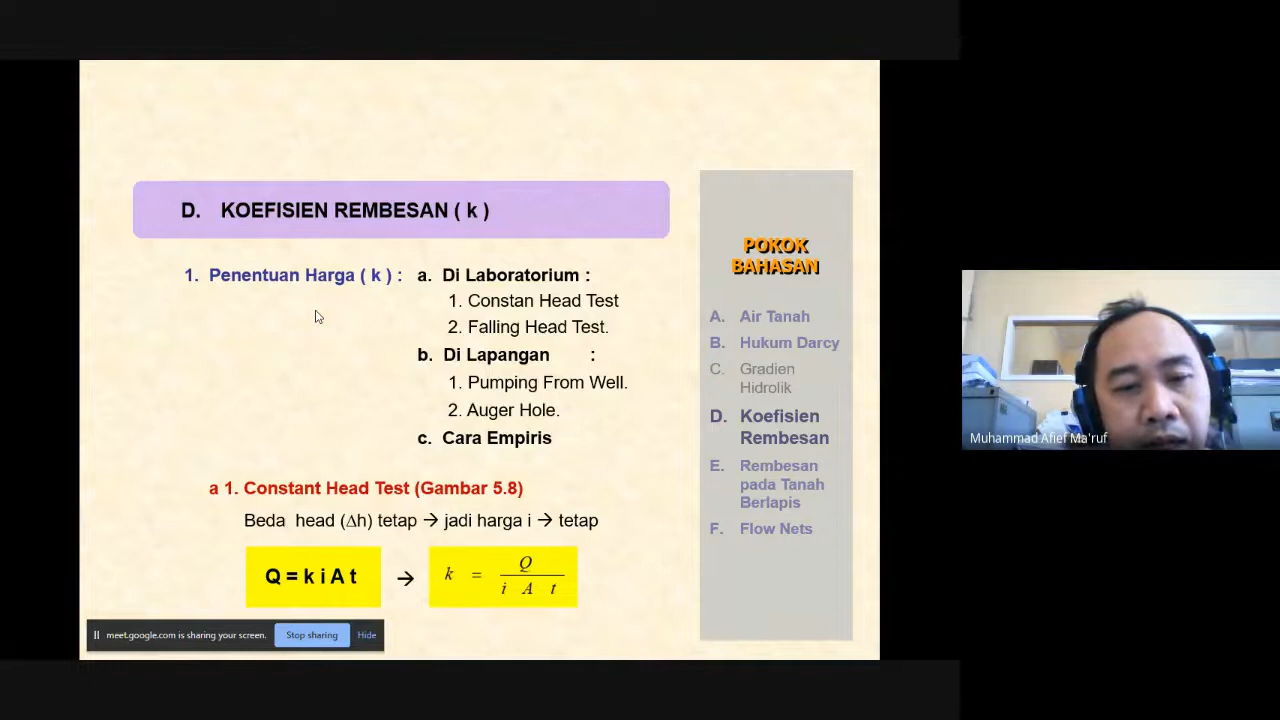 D. KOEFISIEN REMBESAN ( k )
1. Penentuan Harga ( k ) : a. Di Laboratorium :
1. Constan Head Test
2. Falling Head Test.
b. Di Lapangan :
1. Pumping From Well.
2. Auger Hole.
c. Cara Empiris
a 1. Constant Head Test (Gambar 5.8)
Beda head (Δh) tetap → jadi harga i → tetap
Q = k i A t → k = Q / i A t
POKOK
BAHASAN
A. Air Tanah
B. Hukum Darcy
C. Gradien
Hidrolik
D. Koefisien
Rembesan
E. Rembesan
pada Tanah
Berlapis
F. Flow Nets
meet.google.com is sharing your screen. Stop sharing Hide
Muhammad Afief Ma'ruf